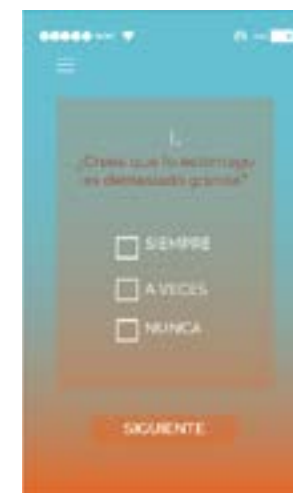 1.
¿Crees que tu estómago
es demasiado grande?
SIEMPRE
A VECES
NUNCA
SIGUIENTE